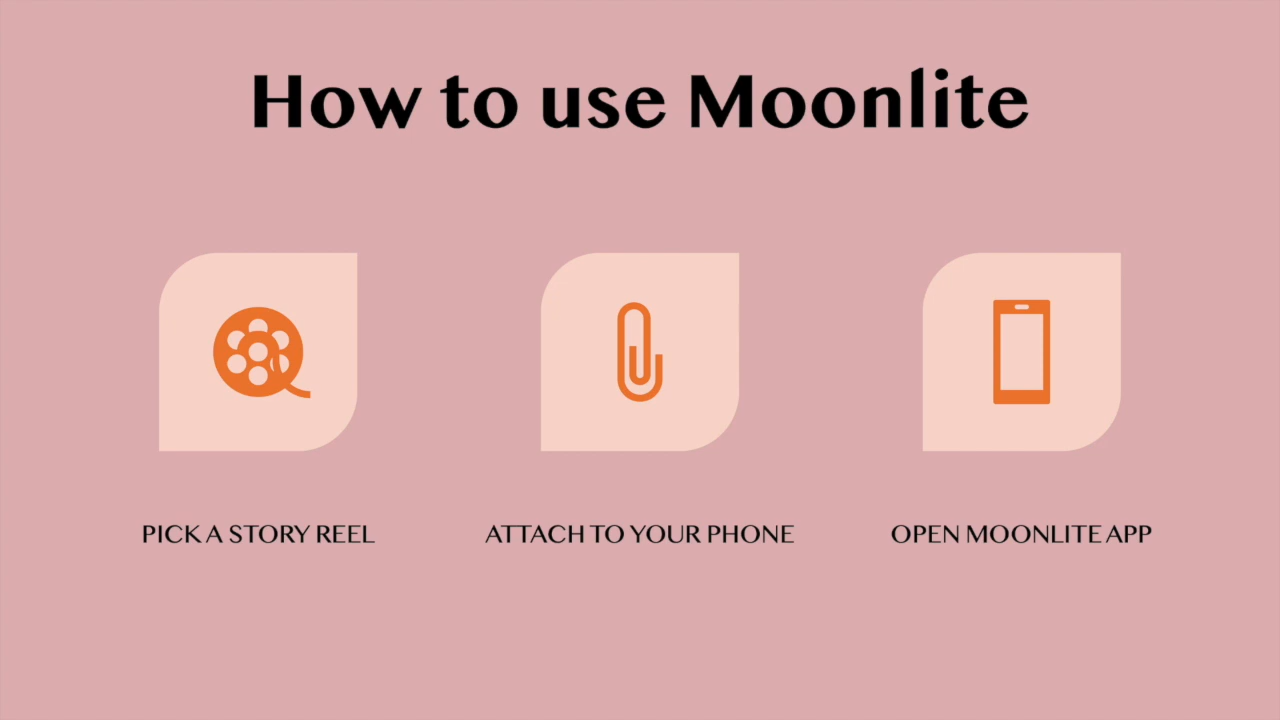 How to use Moonlite
PICK A STORY REEL
ATTACH TO YOUR PHONE
OPEN MOONLITE APP